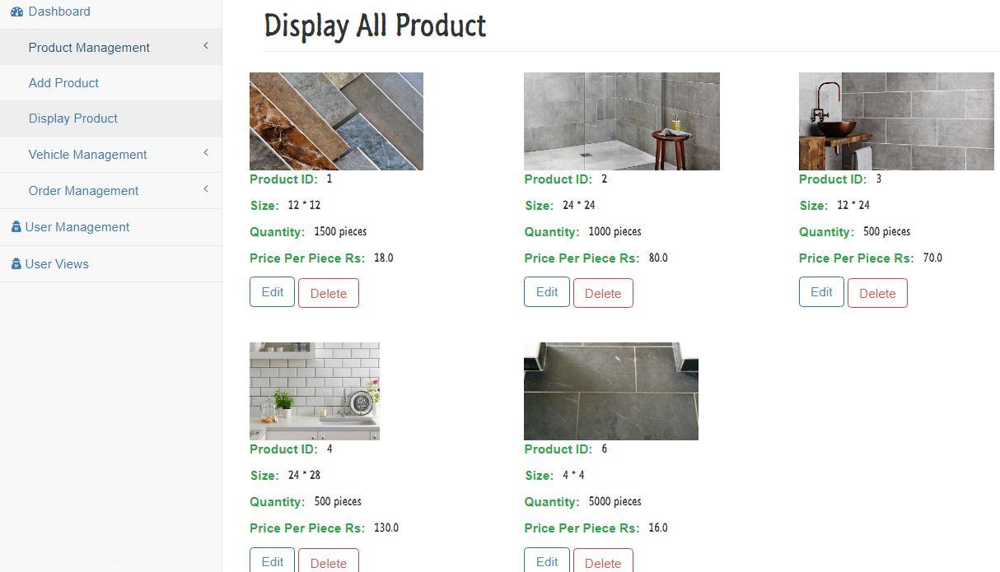 Dashboard
Product Management
Add Product
Display Product
Vehicle Management
Order Management
User Management
User Views
Display All Product
Product ID: 1
Size: 12 * 12
Quantity: 1500 pieces
Price Per Piece Rs: 18.0
Edit Delete
Product ID: 2
Size: 24 * 24
Quantity: 1000 pieces
Price Per Piece Rs: 80.0
Edit Delete
Product ID: 3
Size: 12 * 24
Quantity: 500 pieces
Price Per Piece Rs: 70.0
Edit Delete
Product ID: 4
Size: 24 * 28
Quantity: 500 pieces
Price Per Piece Rs: 130.0
Edit Delete
Product ID: 6
Size: 4 * 4
Quantity: 5000 pieces
Price Per Piece Rs: 16.0
Edit Delete